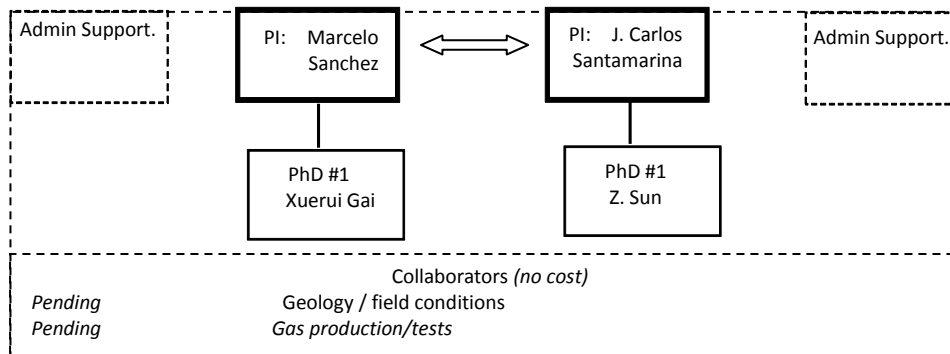 Admin Support.
PI: Marcelo
Sanchez
PI: J. Carlos
Santamarina
Admin Support.
PhD #1
Xuerui Gai
PhD #1
Z. Sun
Collaborators (no cost)
Pending Geology / field conditions
Pending Gas production/tests